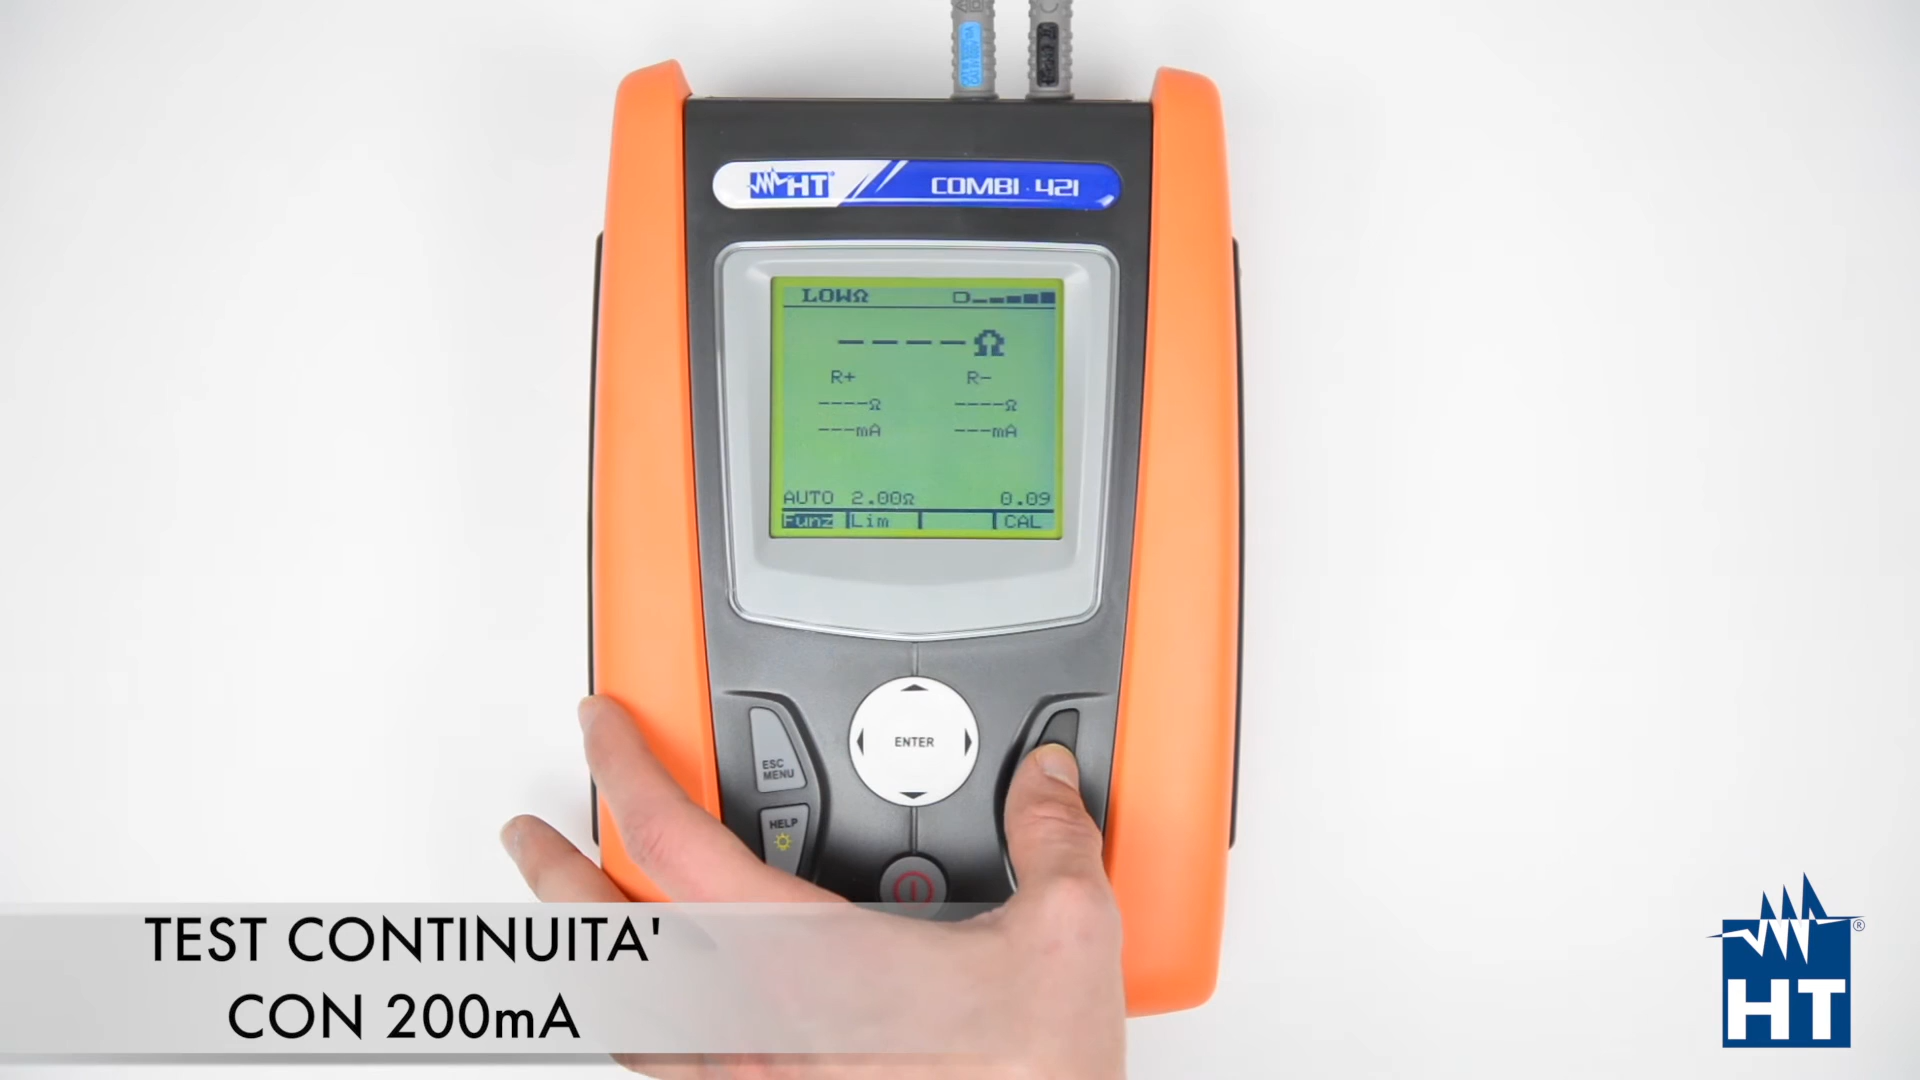 HT
COMBI 421
LOWΩ
----Ω
R+ R-
----Ω ----Ω
---mA ---mA
AUTO 2.00Ω 0.09
Funz Lim CAL
ENTER
ESC
MENU
HELP
TEST CONTINUITA'
CON 200mA
HT
®